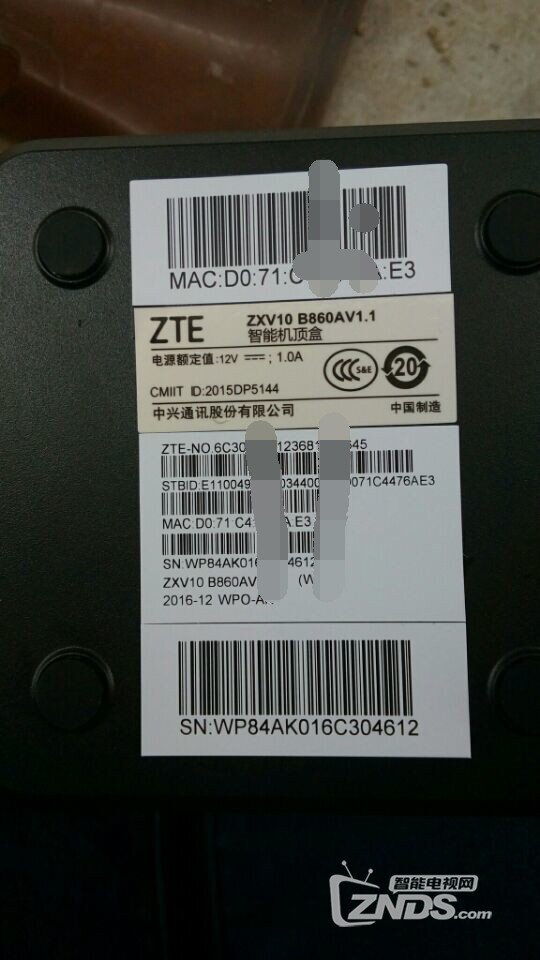 MAC:D0:71:C :E3
ZTE ZXV10 B860AV1.1
智能机顶盒
电源额定值:12V ; 1.0A
S&E 20
CMIIT ID:2015DP5144
中兴通讯股份有限公司 中国制造
ZTE-NO.6C30 12368 645
STBID:E11004 03440 0071C4476AE3
MAC:D0:71:C4: A:E3
SN:WP84AK016 4612
ZXV10 B860AV (W
2016-12 WPO-A
SN:WP84AK016C304612
智能电视网
ZNDS.com